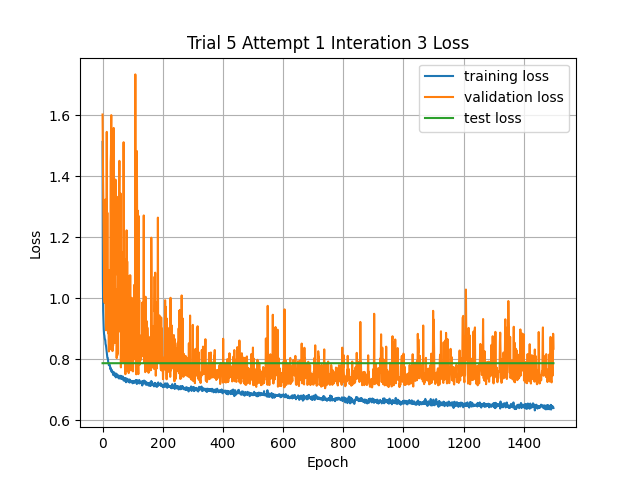 Trial 5 Attempt 1 Interation 3 Loss
training loss
validation loss
test loss
Loss
1.6
1.4
1.2
1.0
0.8
0.6
0 200 400 600 800 1000 1200 1400
Epoch